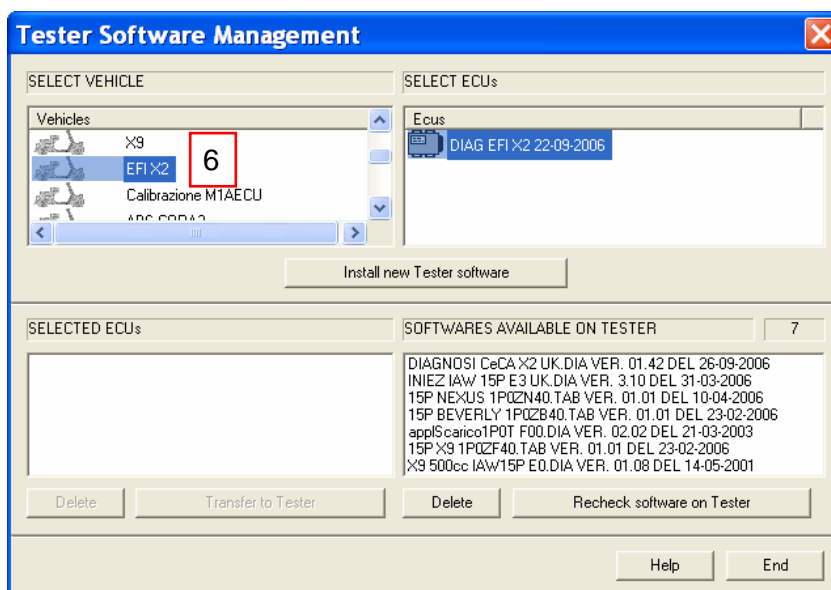 Tester Software Management
SELECT VEHICLE
SELECT ECUs
Vehicles
X9
EFI X2
6
Calibrazione M1AECU
Ecus
DIAG EFI X2 22-09-2006
Install new Tester software
SELECTED ECUs
SOFTWARES AVAILABLE ON TESTER
7
DIAGNOSI CeCA X2 UK.DIA VER. 01.42 DEL 26-09-2006
INIEZ IAW 15P E3 UK.DIA VER. 3.10 DEL 31-03-2006
15P NEXUS 1P0ZN40.TAB VER. 01.01 DEL 10-04-2006
15P BEVERLY 1P0ZB40.TAB VER. 01.01 DEL 23-02-2006
applScarico1P0T F00.DIA VER. 02.02 DEL 21-03-2003
15P X9 1P0ZF40.TAB VER. 01.01 DEL 23-02-2006
X9 500cc IAW15P E0.DIA VER. 01.08 DEL 14-05-2001
Delete
Transfer to Tester
Delete
Recheck software on Tester
Help
End